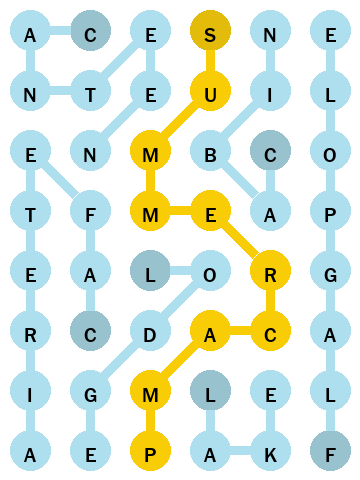 A C E S N E
N T E U I L
E N M B C O
T F M E A P
E A L O R G
R C D A C A
I G M L E L
A E P A K F